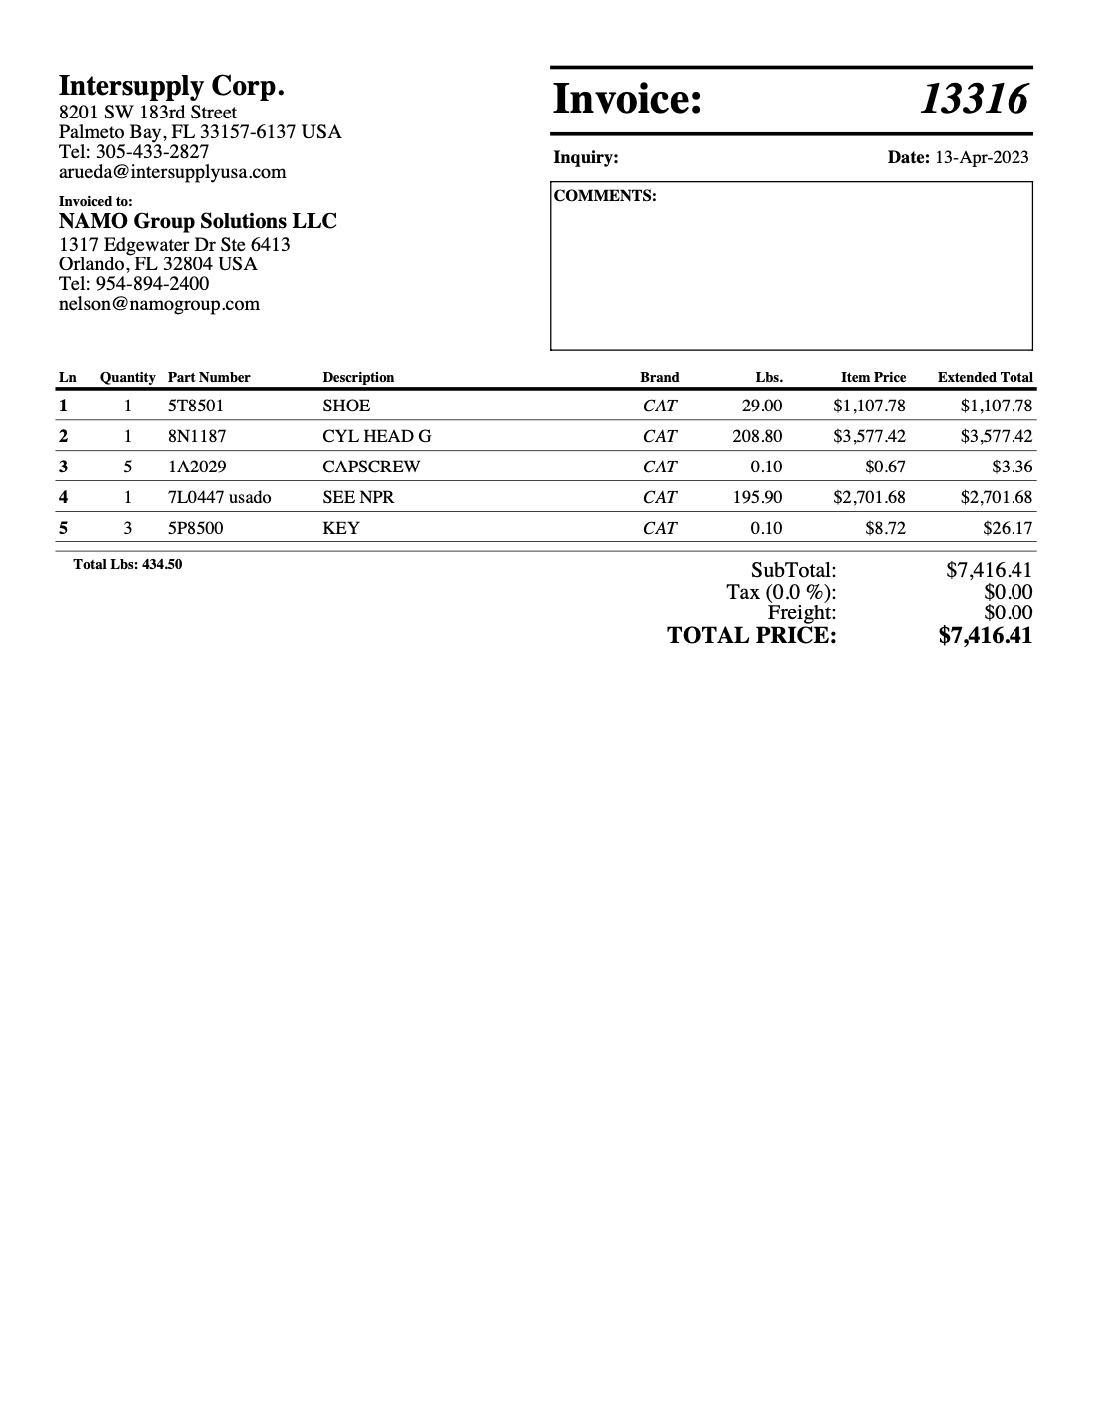 Intersupply Corp.
8201 SW 183rd Street
Palmeto Bay, FL 33157-6137 USA
Tel: 305-433-2827
arueda@intersupplyusa.com
Invoiced to:
NAMO Group Solutions LLC
1317 Edgewater Dr Ste 6413
Orlando, FL 32804 USA
Tel: 954-894-2400
nelson@namogroup.com
Invoice: 13316
Inquiry: Date: 13-Apr-2023
COMMENTS:
Ln Quantity Part Number Description Brand Lbs. Item Price Extended Total
1 1 5T8501 SHOE CAT 29.00 $1,107.78 $1,107.78
2 1 8N1187 CYL HEAD G CAT 208.80 $3,577.42 $3,577.42
3 5 1A2029 CAPSCREW CAT 0.10 $0.67 $3.36
4 1 7L0447 usado SEE NPR CAT 195.90 $2,701.68 $2,701.68
5 3 5P8500 KEY CAT 0.10 $8.72 $26.17
Total Lbs: 434.50
SubTotal: $7,416.41
Tax (0.0 %): $0.00
Freight: $0.00
TOTAL PRICE: $7,416.41